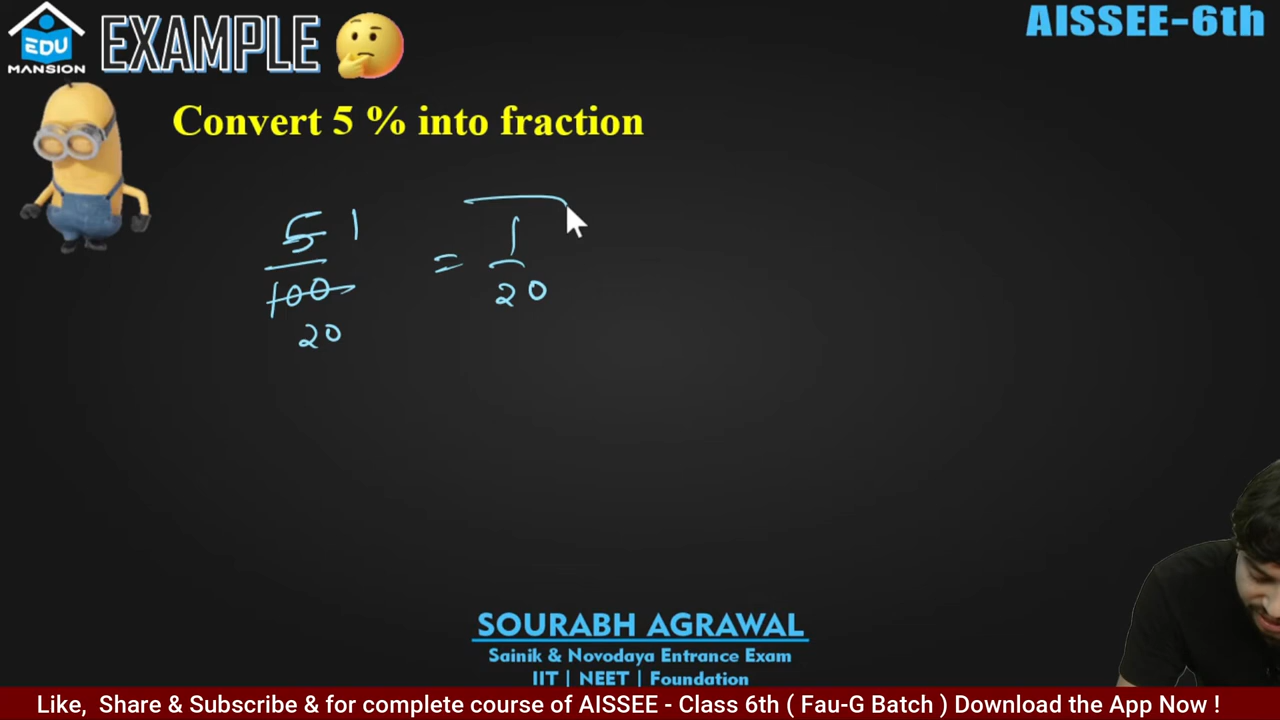 EDU
MANSION
EXAMPLE
AISSEE-6th
Convert 5 % into fraction
5 1
100
20
= 1
20
SOURABH AGRAWAL
Sainik & Novodaya Entrance Exam
IIT | NEET | Foundation
Like, Share & Subscribe & for complete course of AISSEE - Class 6th ( Fau-G Batch ) Download the App Now !